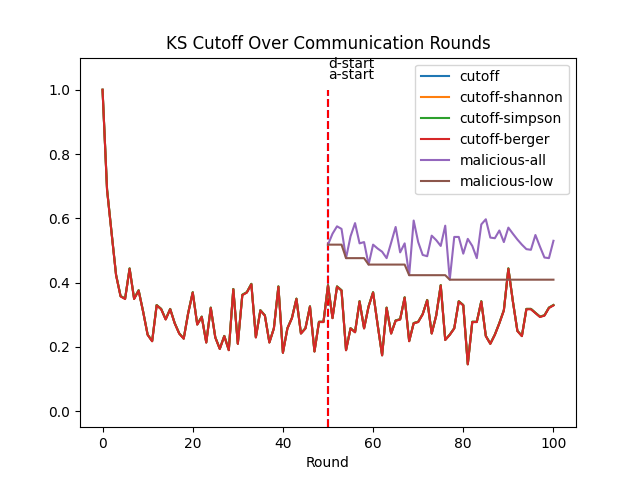 KS Cutoff Over Communication Rounds
d-start
a-start
cutoff
cutoff-shannon
cutoff-simpson
cutoff-berger
malicious-all
malicious-low
1.0
0.8
0.6
0.4
0.2
0.0
0 20 40 60 80 100
Round